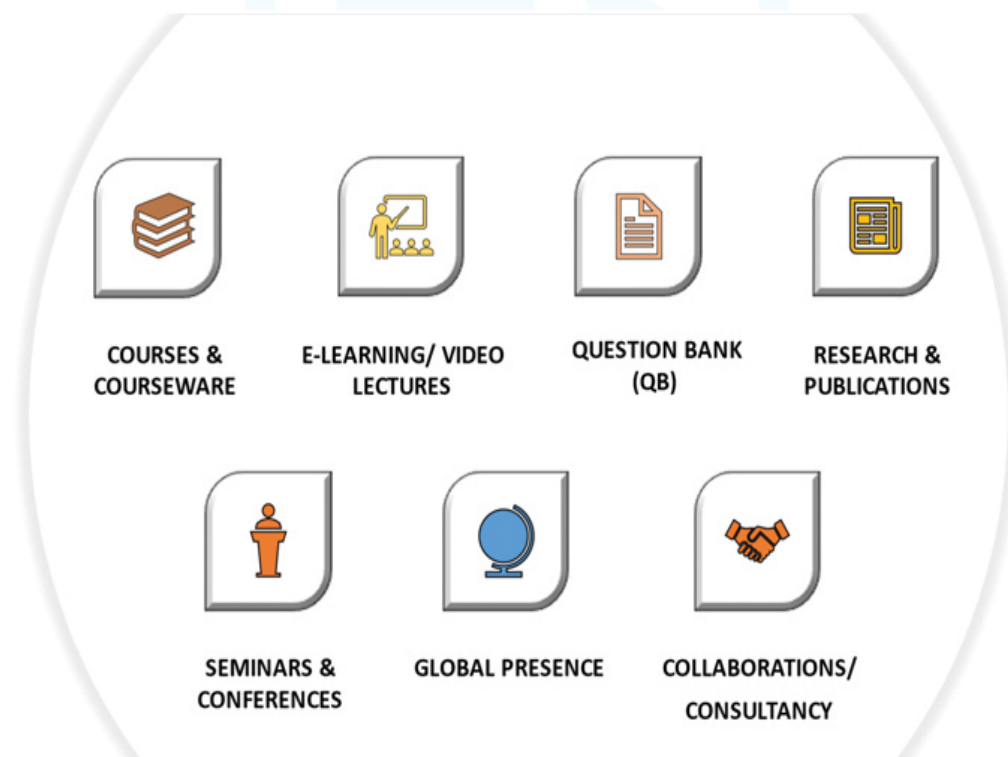 COURSES &
COURSEWARE
E-LEARNING/ VIDEO
LECTURES
QUESTION BANK
(QB)
RESEARCH &
PUBLICATIONS
SEMINARS &
CONFERENCES
GLOBAL PRESENCE
COLLABORATIONS/
CONSULTANCY